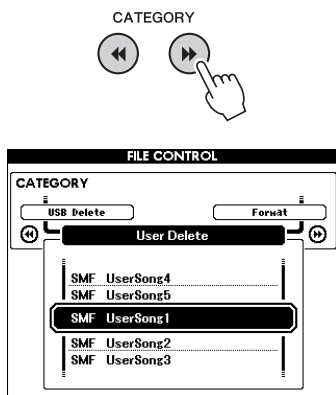 CATEGORY
FILE CONTROL
CATEGORY
USB Delete
Format
User Delete
SMF UserSong4
SMF UserSong5
SMF UserSong1
SMF UserSong2
SMF UserSong3